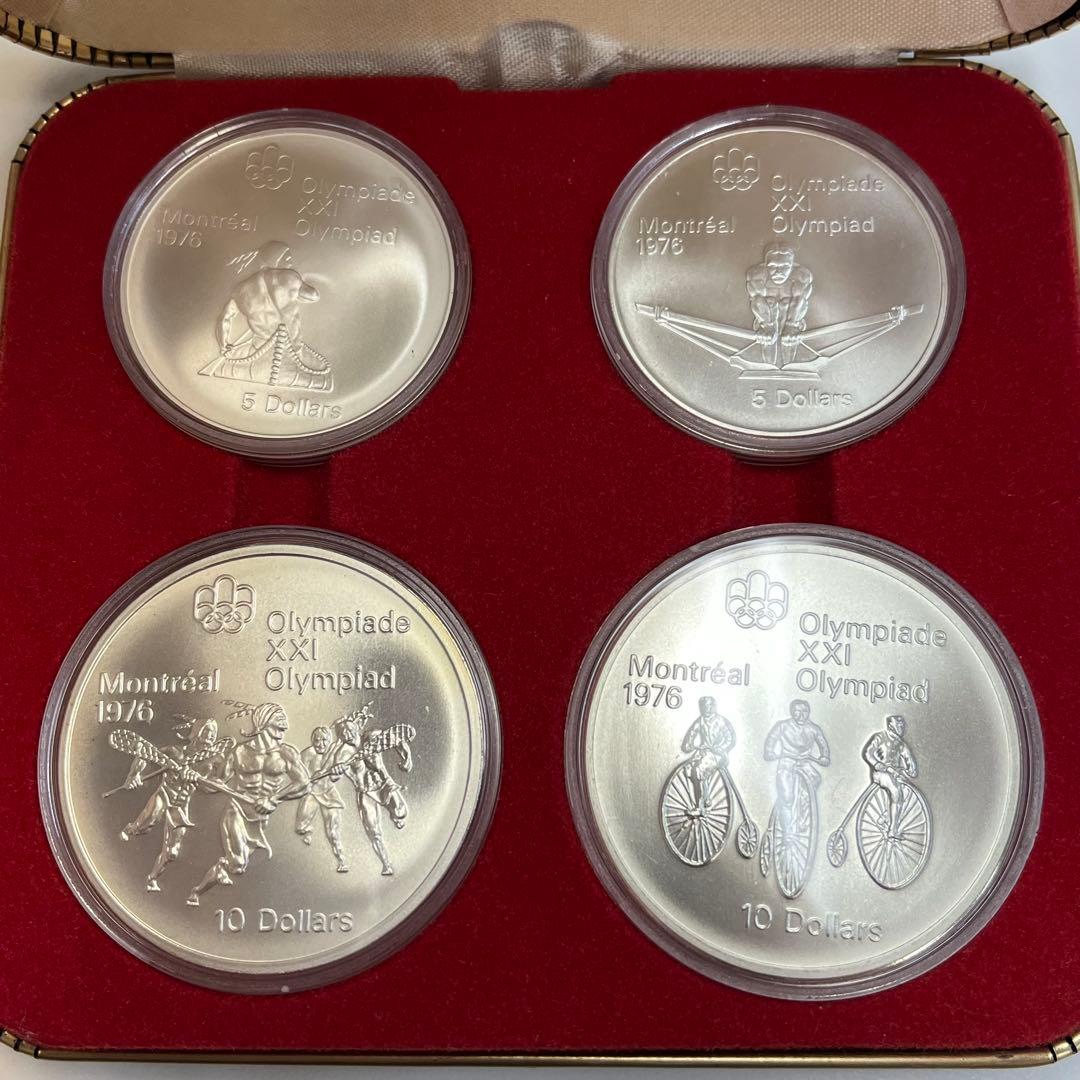 Olympiade
XXI
Olympiad
Montréal
1976
5 Dollars
Olympiade
XXI
Olympiad
Montréal
1976
5 Dollars
Olympiade
XXI
Olympiad
Montréal
1976
10 Dollars
Olympiade
XXI
Olympiad
Montréal
1976
10 Dollars